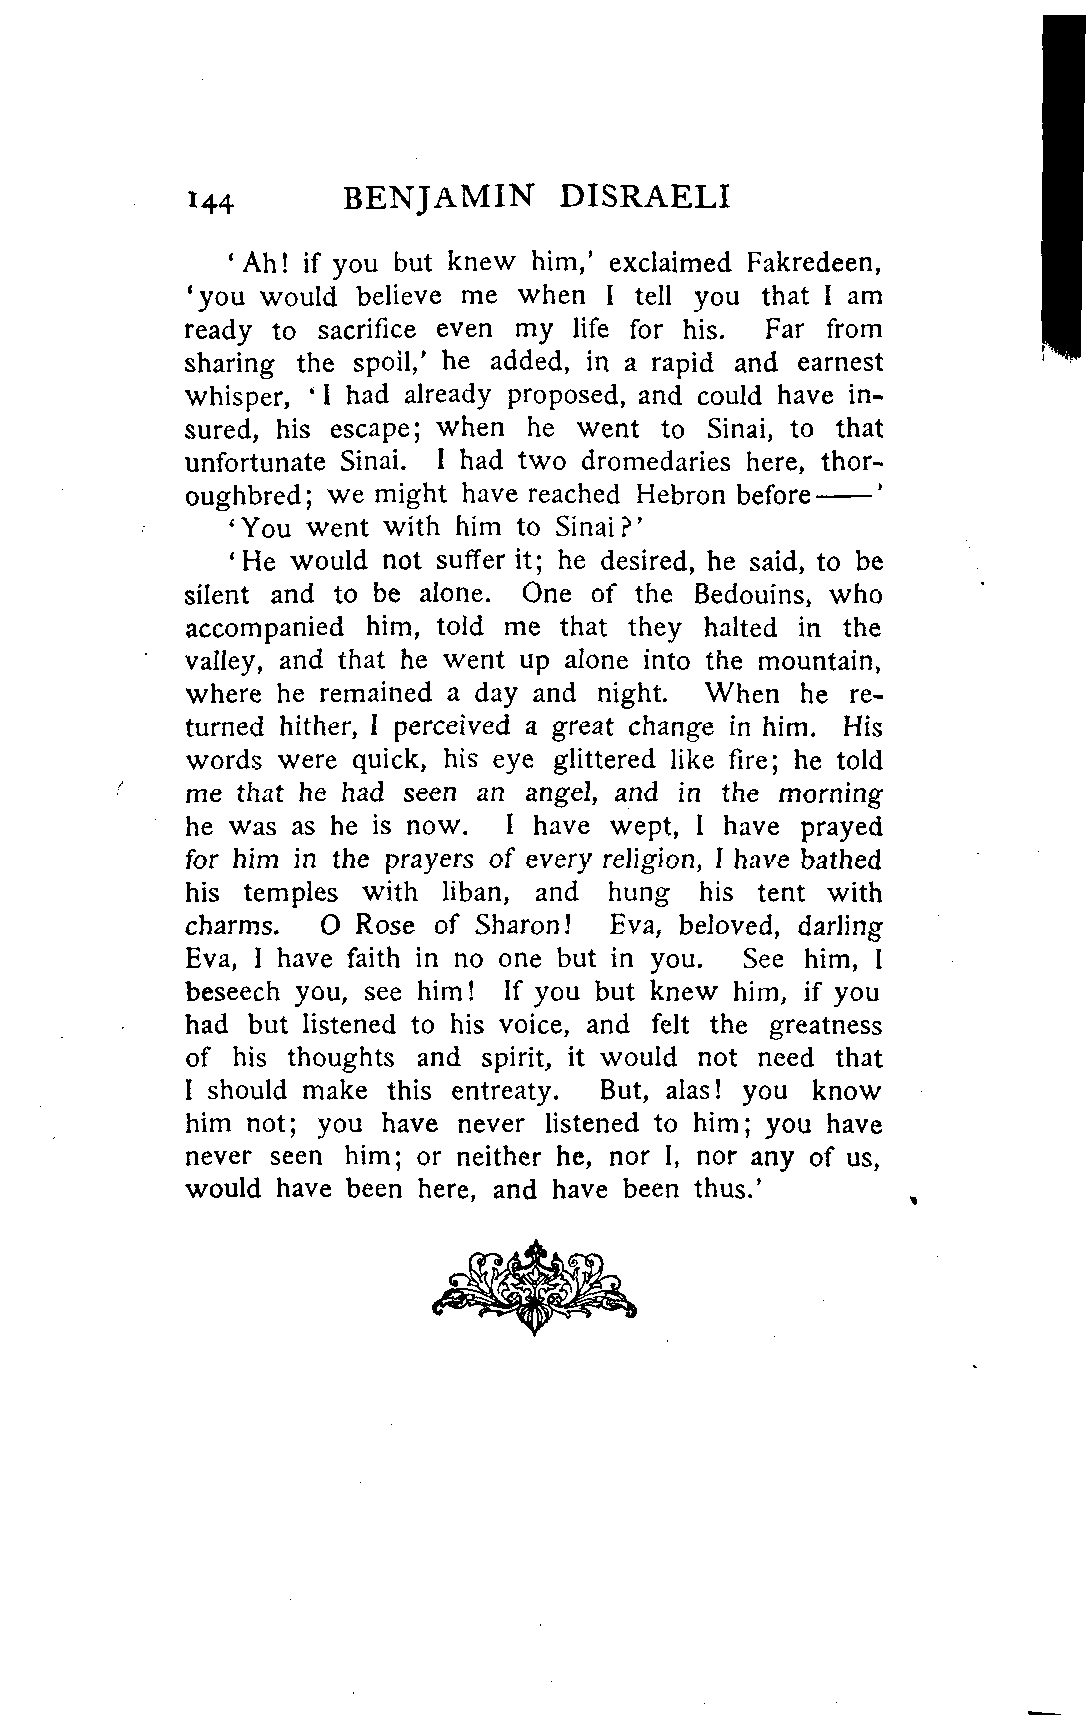 144 BENJAMIN DISRAELI
‘Ah! if you but knew him,’ exclaimed Fakredeen,
‘you would believe me when I tell you that I am
ready to sacrifice even my life for his. Far from
sharing the spoil,’ he added, in a rapid and earnest
whisper, ‘I had already proposed, and could have in-
sured, his escape; when he went to Sinai, to that
unfortunate Sinai. I had two dromedaries here, thor-
oughbred; we might have reached Hebron before——’
‘You went with him to Sinai?’
‘He would not suffer it; he desired, he said, to be
silent and to be alone. One of the Bedouins, who
accompanied him, told me that they halted in the
valley, and that he went up alone into the mountain,
where he remained a day and night. When he re-
turned hither, I perceived a great change in him. His
words were quick, his eye glittered like fire; he told
me that he had seen an angel, and in the morning
he was as he is now. I have wept, I have prayed
for him in the prayers of every religion, I have bathed
his temples with liban, and hung his tent with
charms. O Rose of Sharon! Eva, beloved, darling
Eva, I have faith in no one but in you. See him, I
beseech you, see him! If you but knew him, if you
had but listened to his voice, and felt the greatness
of his thoughts and spirit, it would not need that
I should make this entreaty. But, alas! you know
him not; you have never listened to him; you have
never seen him; or neither he, nor I, nor any of us,
would have been here, and have been thus.’